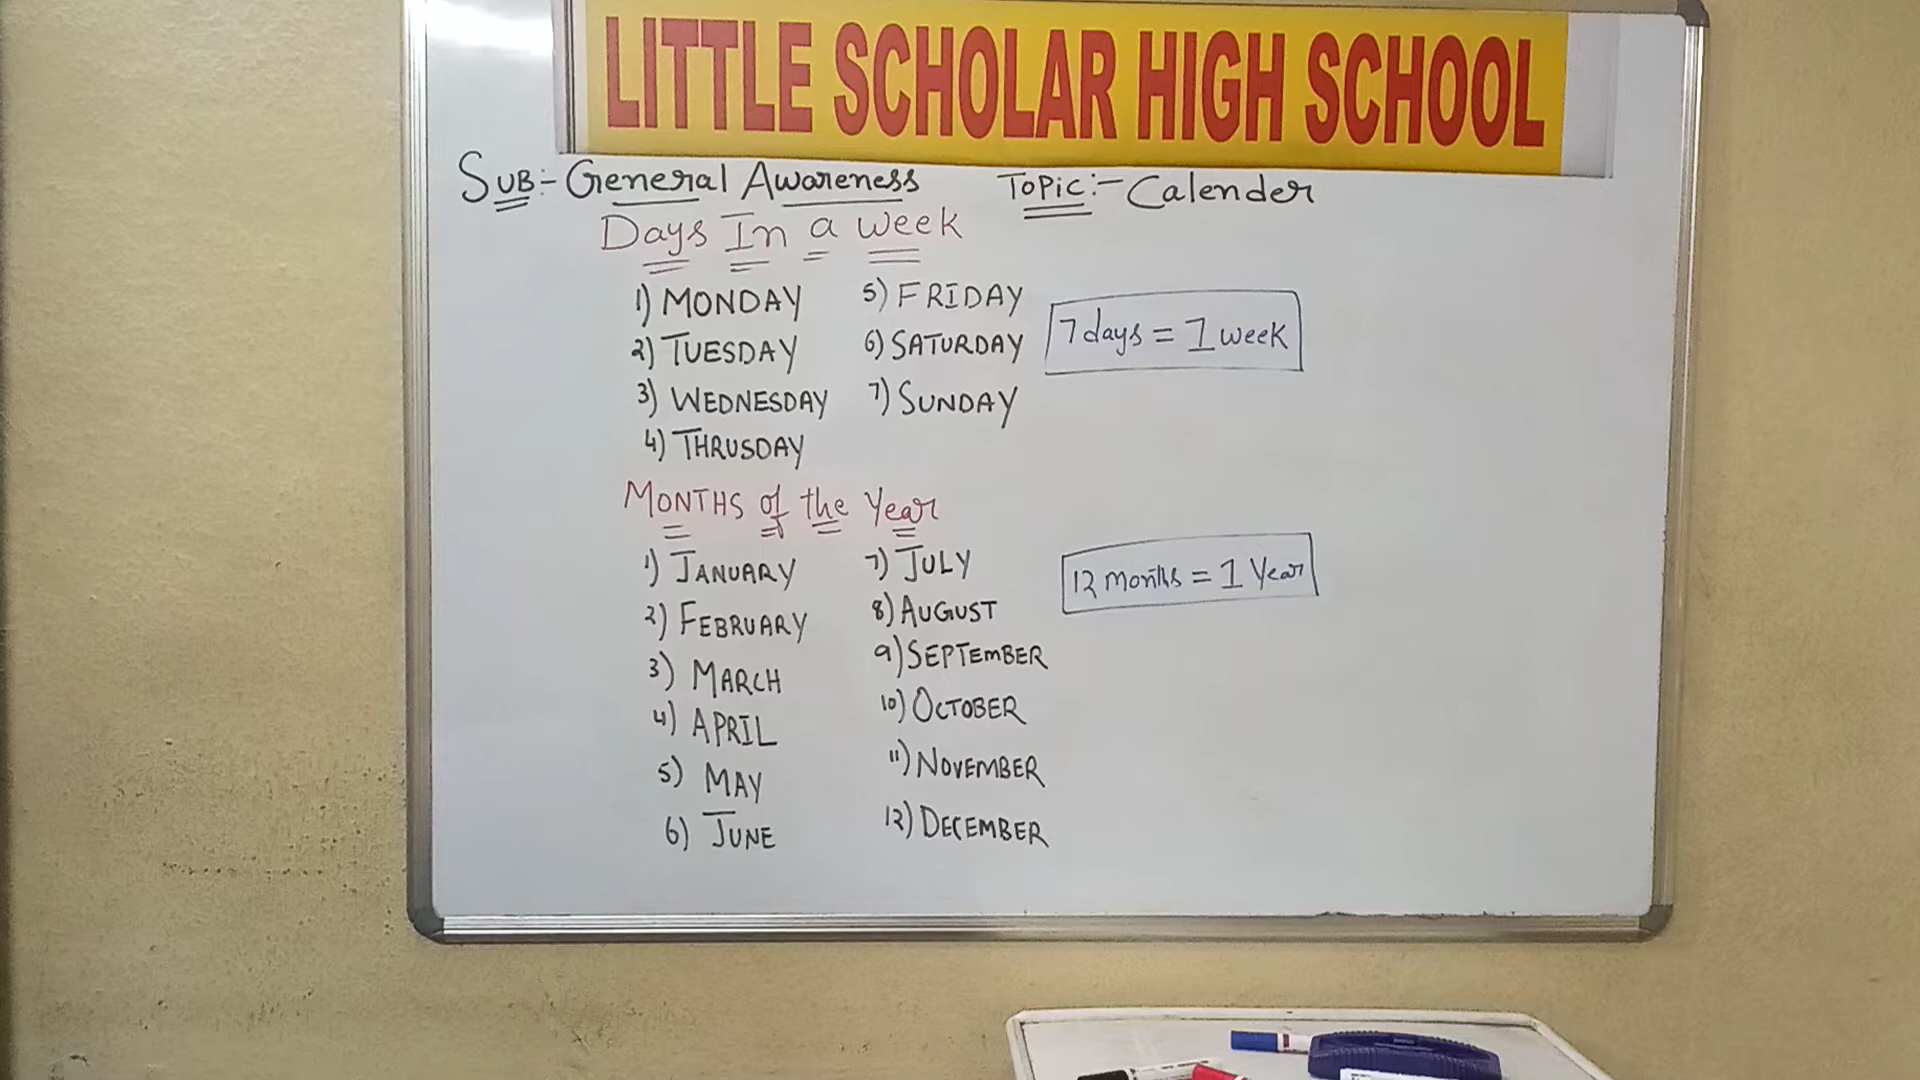 LITTLE SCHOLAR HIGH SCHOOL
SUB:- General Awareness Topic:- Calender
Days In a week
1) MONDAY 5) FRIDAY
2) TUESDAY 6) SATURDAY
7 days = 1 week
3) WEDNESDAY 7) SUNDAY
4) THRUSDAY
MONTHS of the Year
1) JANUARY 7) JULY
12 months = 1 Year
2) FEBRUARY 8) AUGUST
3) MARCH 9) SEPTEMBER
4) APRIL 10) OCTOBER
5) MAY 11) NOVEMBER
6) JUNE 12) DECEMBER